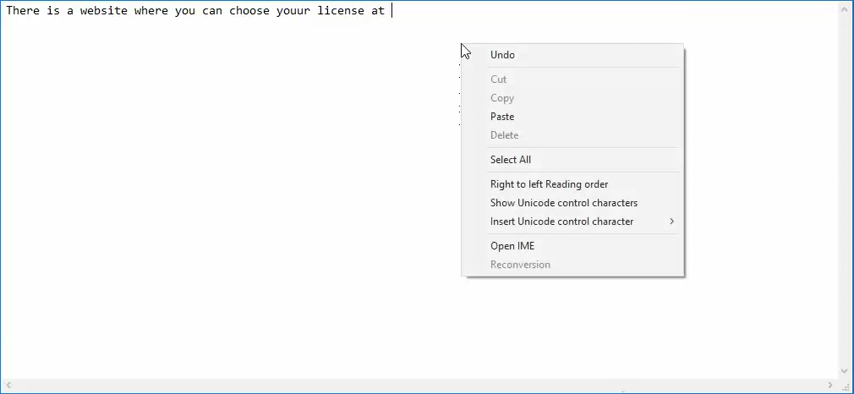 There is a website where you can choose youur license at
Undo
Cut
Copy
Paste
Delete
Select All
Right to left Reading order
Show Unicode control characters
Insert Unicode control character
Open IME
Reconversion